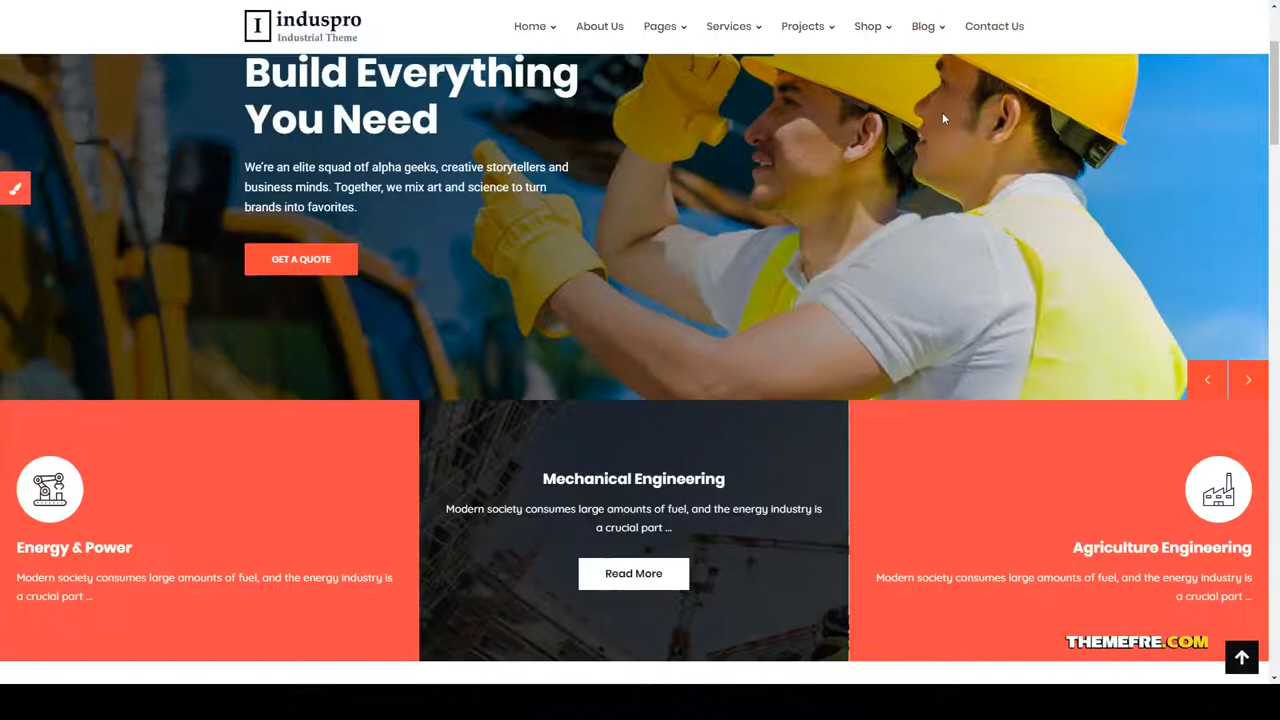 I induspro
Industrial Theme
Home About Us Pages Services Projects Shop Blog Contact Us
Build Everything
You Need
We're an elite squad otf alpha geeks, creative storytellers and
business minds. Together, we mix art and science to turn
brands into favorites.
GET A QUOTE
Energy & Power
Modern society consumes large amounts of fuel, and the energy industry is
a crucial part ...
Mechanical Engineering
Modern society consumes large amounts of fuel, and the energy industry is
a crucial part ...
Read More
Agriculture Engineering
Modern society consumes large amounts of fuel, and the energy industry is
a crucial part ...
THEMEFRE.COM